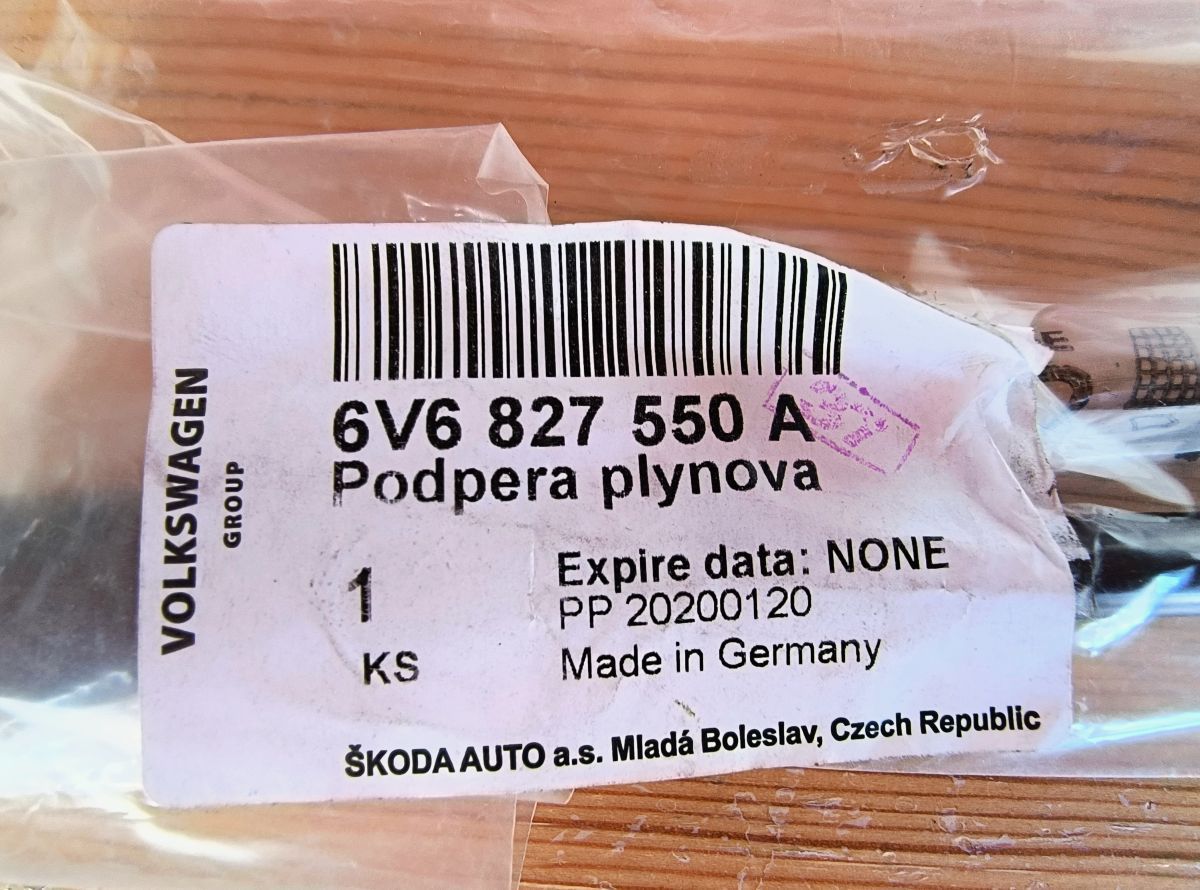 VOLKSWAGEN
GROUP
6V6 827 550 A
Podpera plynova
1
KS
Expire data: NONE
PP 20200120
Made in Germany
ŠKODA AUTO a.s. Mladá Boleslav, Czech Republic